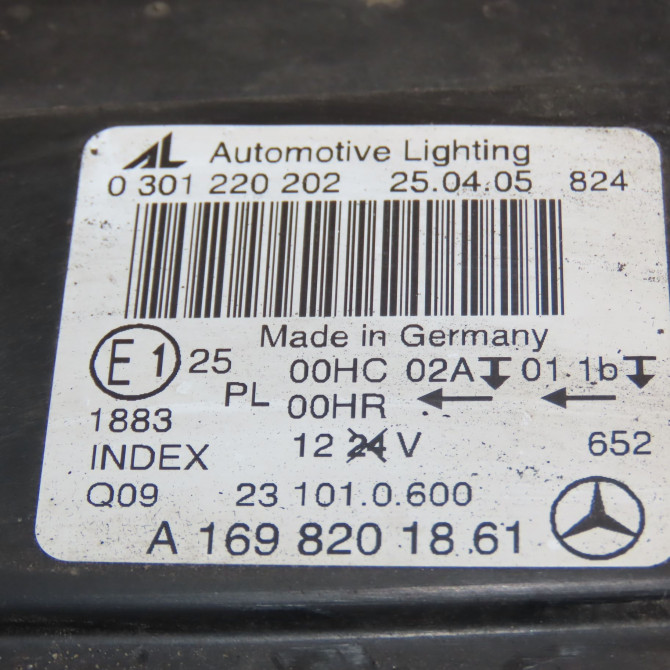 AL Automotive Lighting
0 301 220 202 25.04.05 824
Made in Germany
E1 25 00HC 02A 01 1b
PL 00HR
1883
INDEX 12 24 V 652
Q09 23 101.0.600
A 169 820 18 61